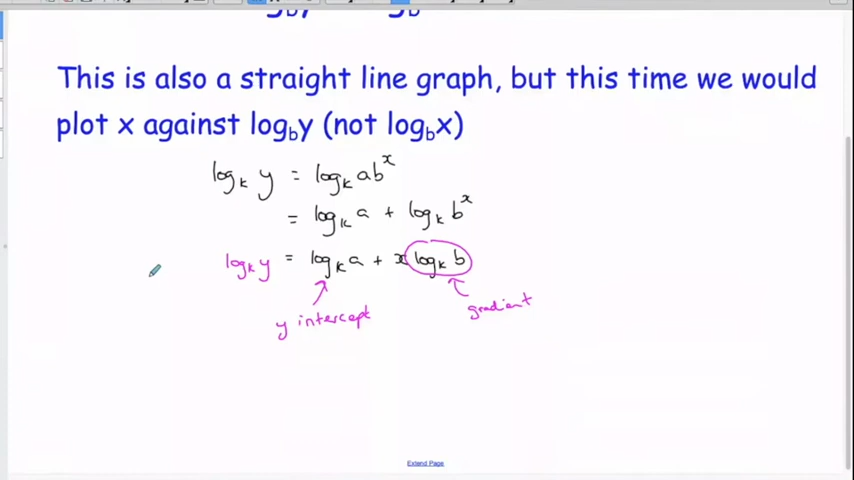 This is also a straight line graph, but this time we would
plot x against log_b y (not log_b x)
log_k y = log_k ab^x
= log_k a + log_k b^x
log_k y = log_k a + x log_k b
y intercept
gradient
Extend Page